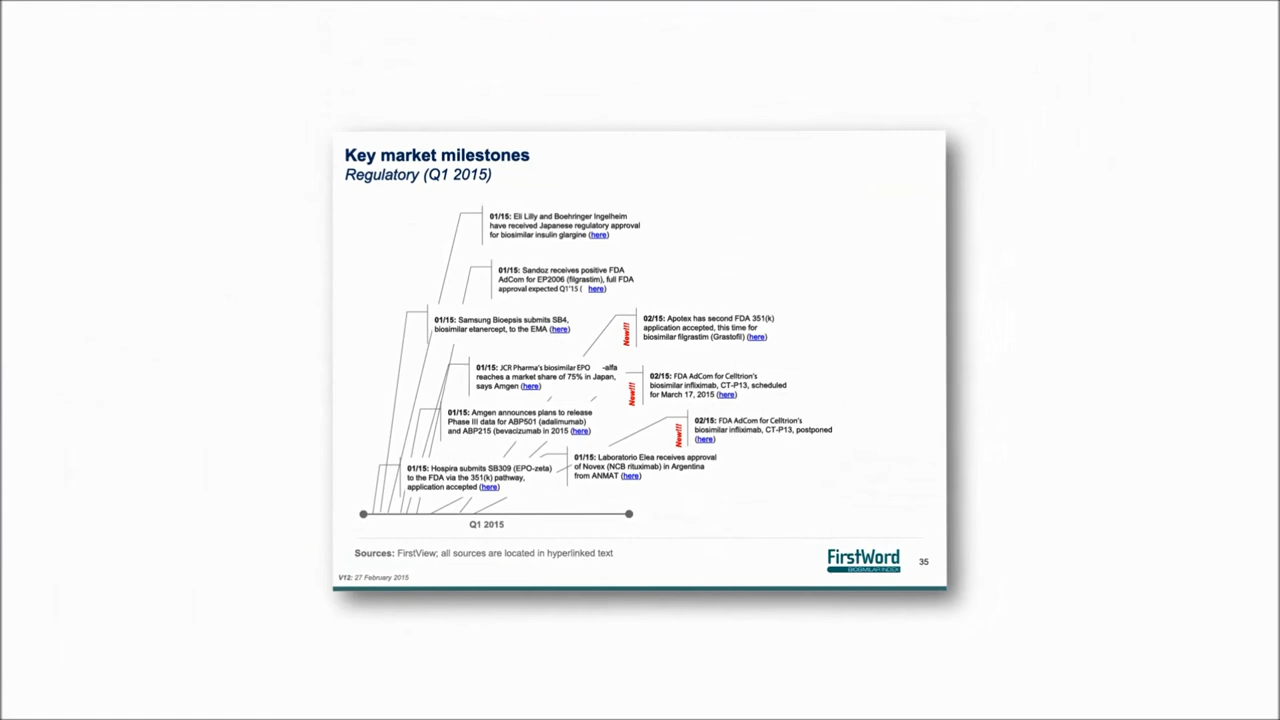 Key market milestones
Regulatory (Q1 2015)
01/15: Eli Lilly and Boehringer Ingelheim
have received Japanese regulatory approval
for biosimilar insulin glargine (here)
01/15: Sandoz receives positive FDA
AdCom for EP2006 (filgrastim), full FDA
approval expected Q1'15 ( here)
01/15: Samsung Bioepsis submits SB4,
biosimilar etanercept, to the EMA (here)
New!!!
02/15: Apotex has second FDA 351(k)
application accepted, this time for
biosimilar filgrastim (Grastofil) (here)
01/15: JCR Pharma's biosimilar EPO -alfa
reaches a market share of 75% in Japan,
says Amgen (here)
New!!!
02/15: FDA AdCom for Celltrion's
biosimilar infliximab, CT-P13, scheduled
for March 17, 2015 (here)
01/15: Amgen announces plans to release
Phase III data for ABP501 (adalimumab)
and ABP215 (bevacizumab in 2015 (here)
New!!!
02/15: FDA AdCom for Celltrion's
biosimilar infliximab, CT-P13, postponed
(here)
01/15: Hospira submits SB309 (EPO-zeta)
to the FDA via the 351(k) pathway,
application accepted (here)
01/15: Laboratorio Elea receives approval
of Novex (NCB rituximab) in Argentina
from ANMAT (here)
Q1 2015
Sources: FirstView; all sources are located in hyperlinked text
FirstWord
BIOSIMILAR INDEX
35
V12: 27 February 2015